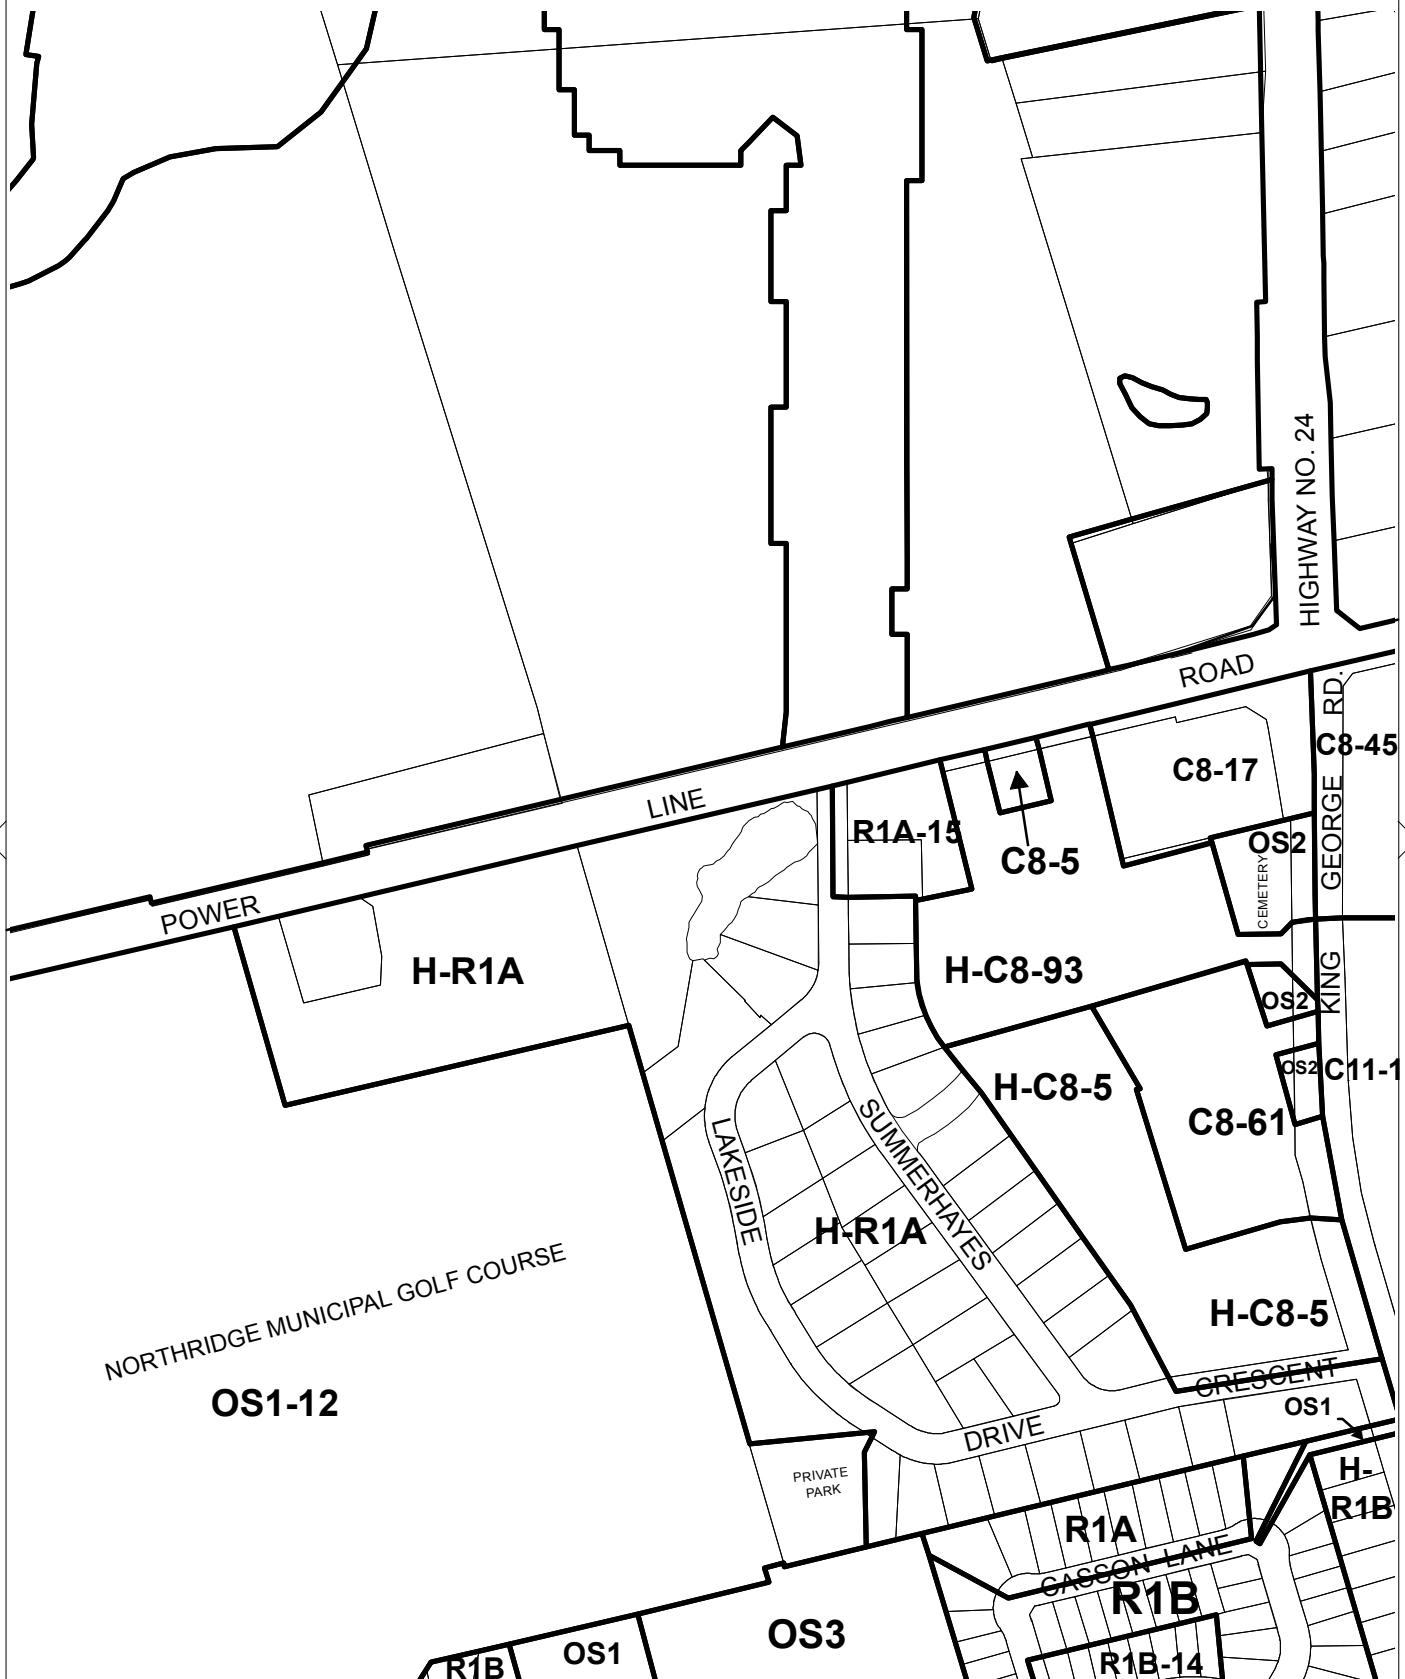 HIGHWAY NO. 24
ROAD
KING GEORGE RD.
C8-45
C8-17
LINE
R1A-15
C8-5
OS2
CEMETERY
POWER
H-R1A
H-C8-93
OS2
OS2
C11-1
H-C8-5
C8-61
LAKESIDE
SUMMERHAYES
H-R1A
NORTHRIDGE MUNICIPAL GOLF COURSE
OS1-12
H-C8-5
CRESCENT
OS1
DRIVE
PRIVATE
PARK
H-
R1B
R1A
CASSON LANE
R1B
OS3
OS1
R1B
R1B-14